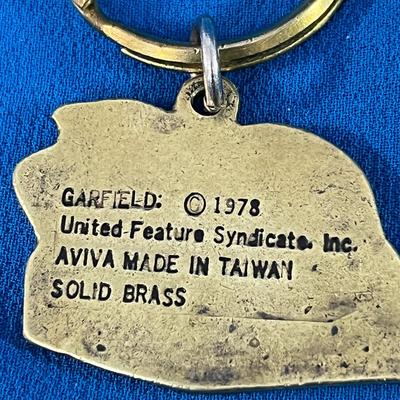 GARFIELD: © 1978
United Feature Syndicate, Inc.
AVIVA MADE IN TAIWAN
SOLID BRASS